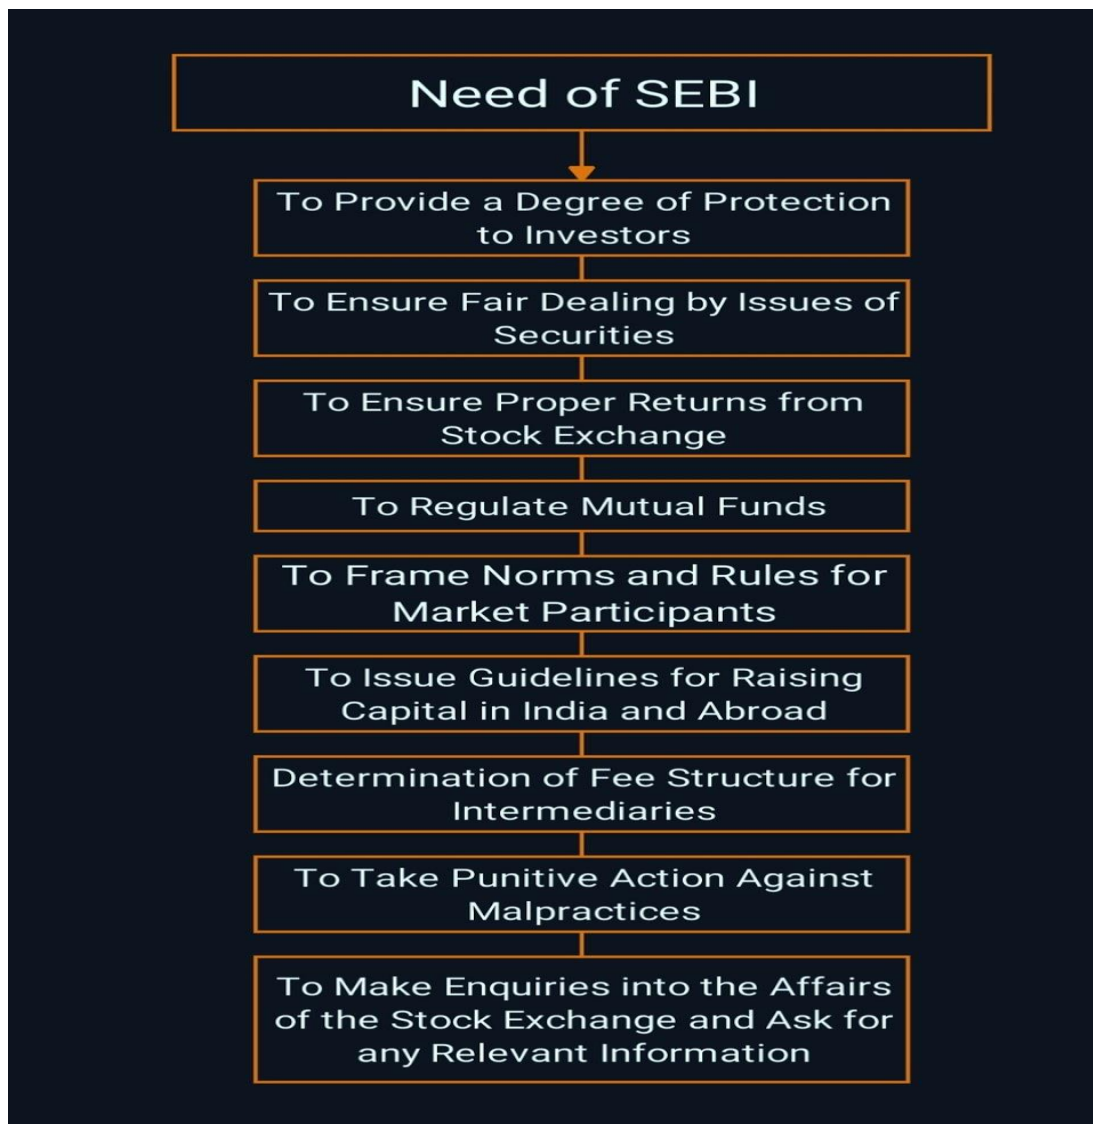 Need of SEBI
To Provide a Degree of Protection
to Investors
To Ensure Fair Dealing by Issues of
Securities
To Ensure Proper Returns from
Stock Exchange
To Regulate Mutual Funds
To Frame Norms and Rules for
Market Participants
To Issue Guidelines for Raising
Capital in India and Abroad
Determination of Fee Structure for
Intermediaries
To Take Punitive Action Against
Malpractices
To Make Enquiries into the Affairs
of the Stock Exchange and Ask for
any Relevant Information